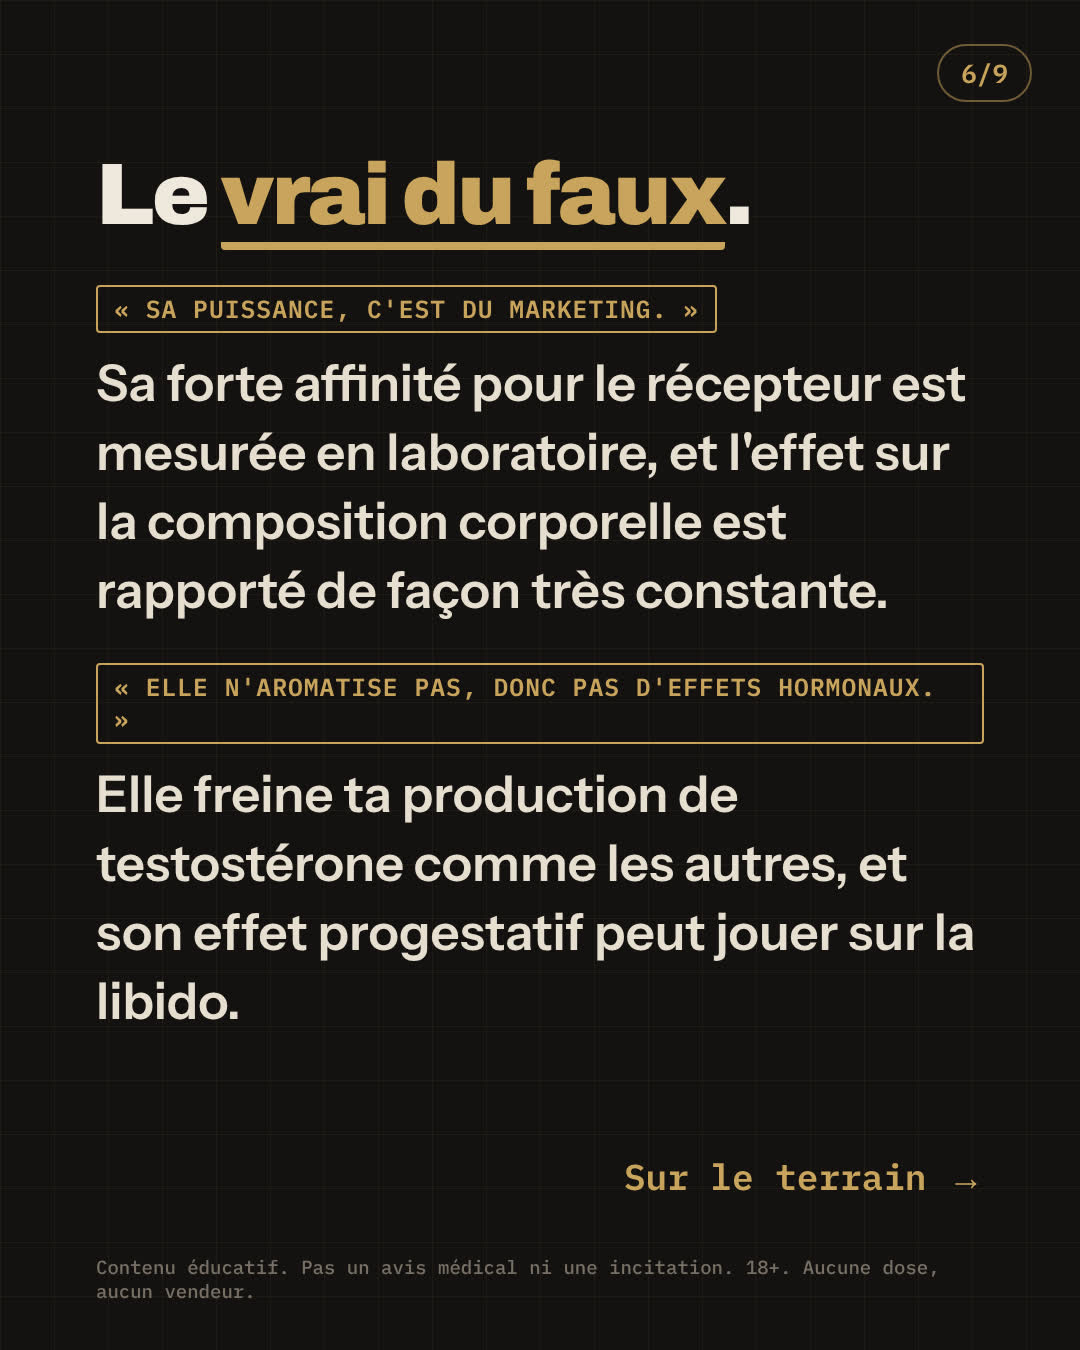 6/9
Le vrai du faux.
« SA PUISSANCE, C'EST DU MARKETING. »
Sa forte affinité pour le récepteur est
mesurée en laboratoire, et l'effet sur
la composition corporelle est
rapporté de façon très constante.
« ELLE N'AROMATISE PAS, DONC PAS D'EFFETS HORMONAUX.
»
Elle freine ta production de
testostérone comme les autres, et
son effet progestatif peut jouer sur la
libido.
Sur le terrain →
Contenu éducatif. Pas un avis médical ni une incitation. 18+. Aucune dose,
aucun vendeur.